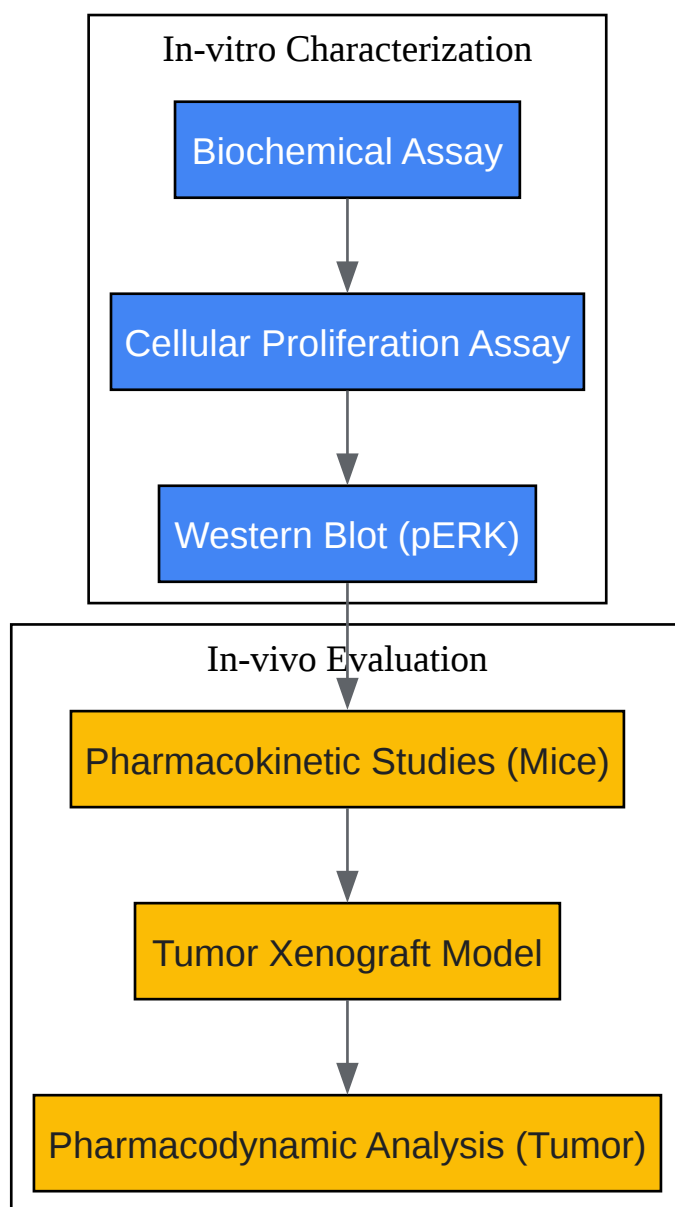 In-vitro Characterization
Biochemical Assay
Cellular Proliferation Assay
Western Blot (pERK)
In-vivo Evaluation
Pharmacokinetic Studies (Mice)
Tumor Xenograft Model
Pharmacodynamic Analysis (Tumor)